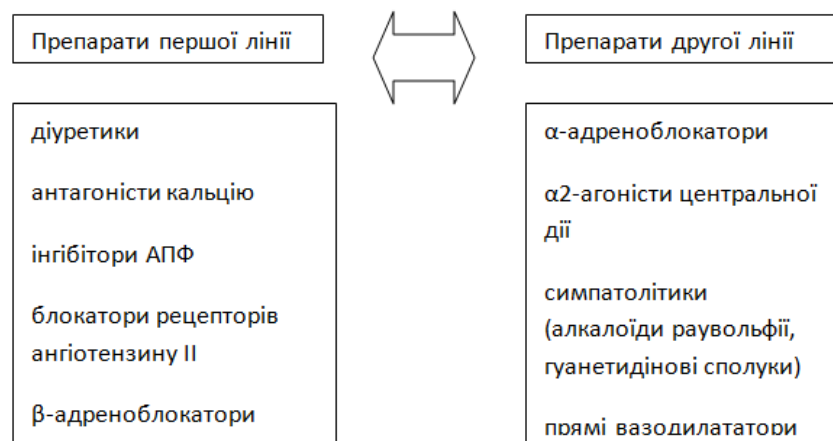 Препарати першої лінії
діуретики
антагоністи кальцію
інгібітори АПФ
блокатори рецепторів
ангіотензину II
β-адреноблокатори
Препарати другої лінії
α-адреноблокатори
α2-агоністи центральної
дії
симпатолітики
(алкалоїди раувольфії,
гуанетидінові сполуки)
прямі вазодилататори